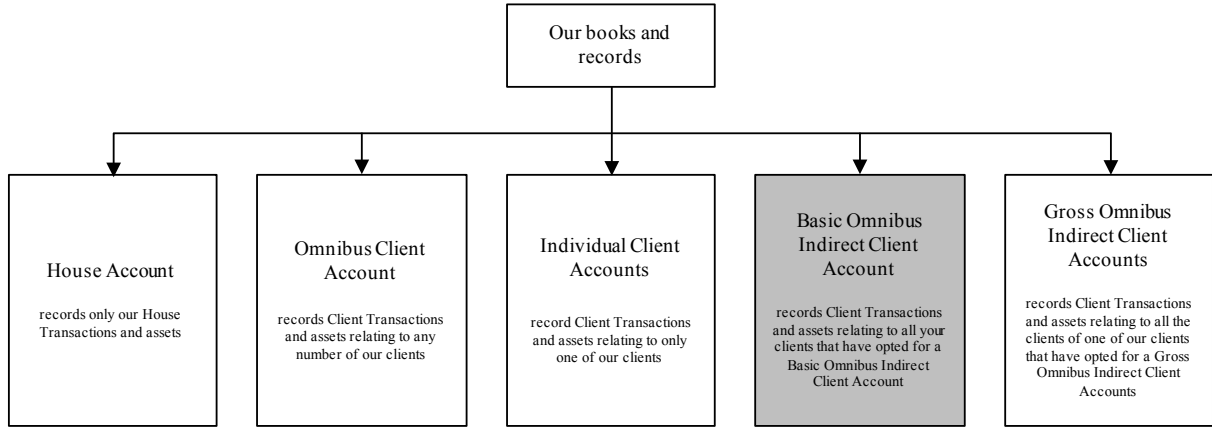 Our books and
records
House Account
records only our House
Transactions and assets
Omnibus Client
Account
records Client Transactions
and assets relating to any
number of our clients
Individual Client
Accounts
record Client Transactions
and assets relating to only
one of our clients
Basic Omnibus
Indirect Client
Account
records Client Transactions
and assets relating to all your
clients that have opted for a
Basic Omnibus Indirect
Client Account
Gross Omnibus
Indirect Client
Accounts
records Client Transactions
and assets relating to all the
clients of one of our clients
that have opted for a Gross
Omnibus Indirect Client
Accounts